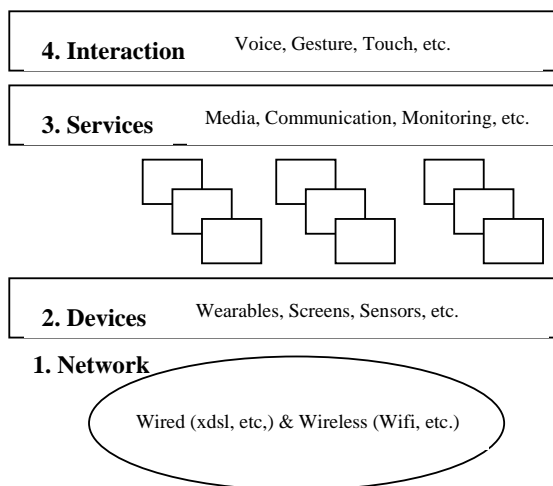 4. Interaction Voice, Gesture, Touch, etc.
3. Services Media, Communication, Monitoring, etc.
2. Devices Wearables, Screens, Sensors, etc.
1. Network
Wired (xdsl, etc,) & Wireless (Wifi, etc.)